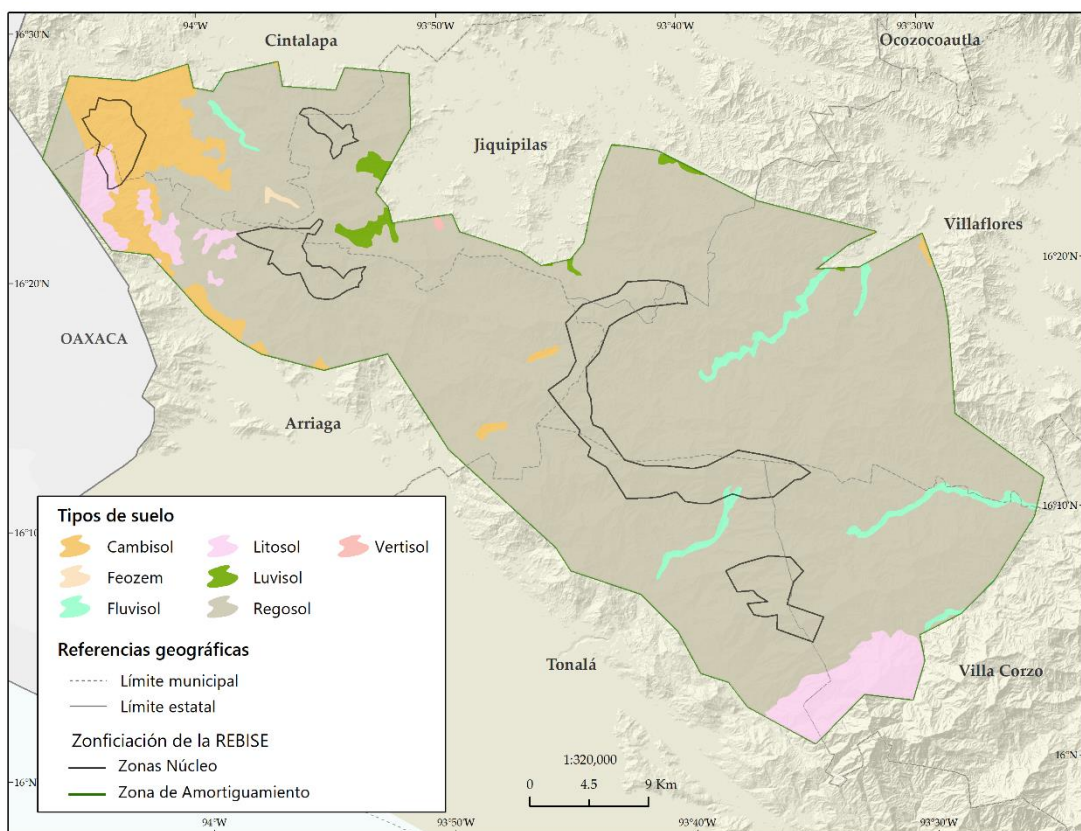 94°W 93°50'W 93°40'W 93°30'W
16°30'N
Cintalapa
Ocozocoautla
Jiquipilas
Villaflores
16°20'N
16°20'N
OAXACA
Arriaga
16°10'N
16°10'N
Tipos de suelo
Cambisol Litosol Vertisol
Feozem Luvisol
Fluvisol Regosol
Referencias geográficas
Límite municipal
Límite estatal
Zonficiación de la REBISE
Zonas Núcleo
Zona de Amortiguamiento
Tonalá
Villa Corzo
1:320,000
0 4.5 9 Km
16°N
16°N
94°W 93°50'W 93°40'W 93°30'W